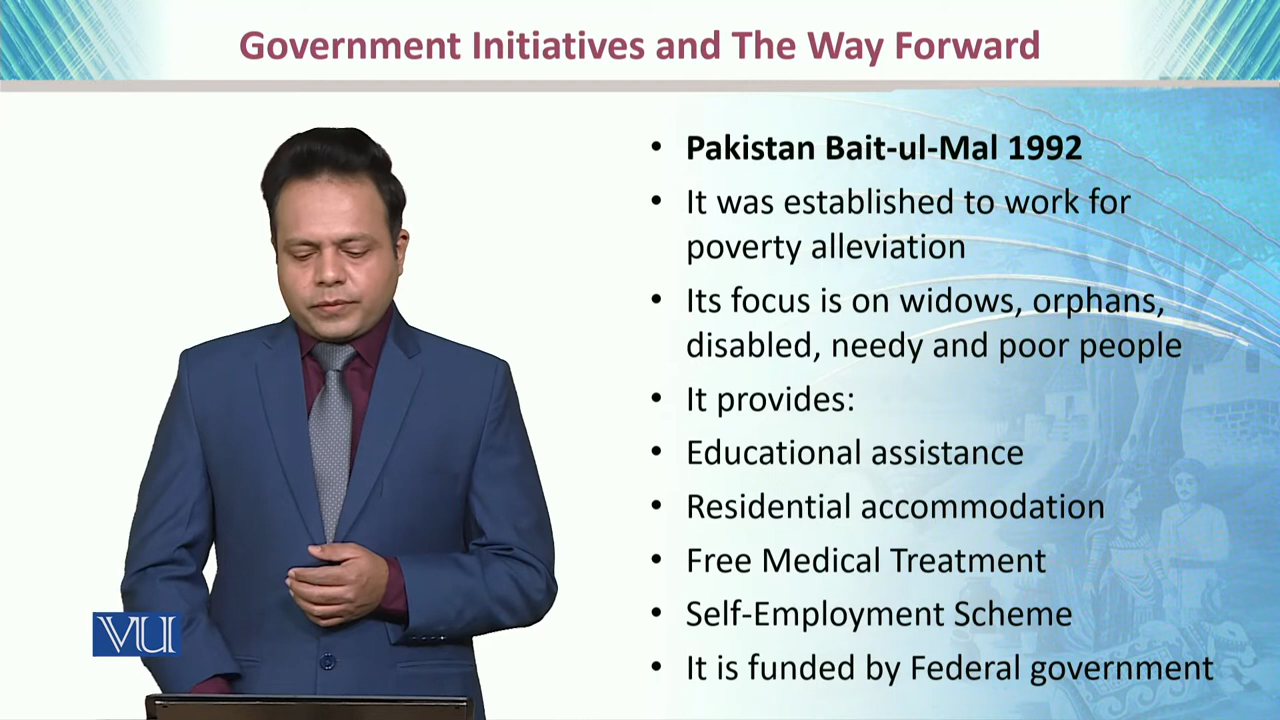 Government Initiatives and The Way Forward
• Pakistan Bait-ul-Mal 1992
• It was established to work for
poverty alleviation
• Its focus is on widows, orphans,
disabled, needy and poor people
• It provides:
• Educational assistance
• Residential accommodation
• Free Medical Treatment
• Self-Employment Scheme
• It is funded by Federal government
VU